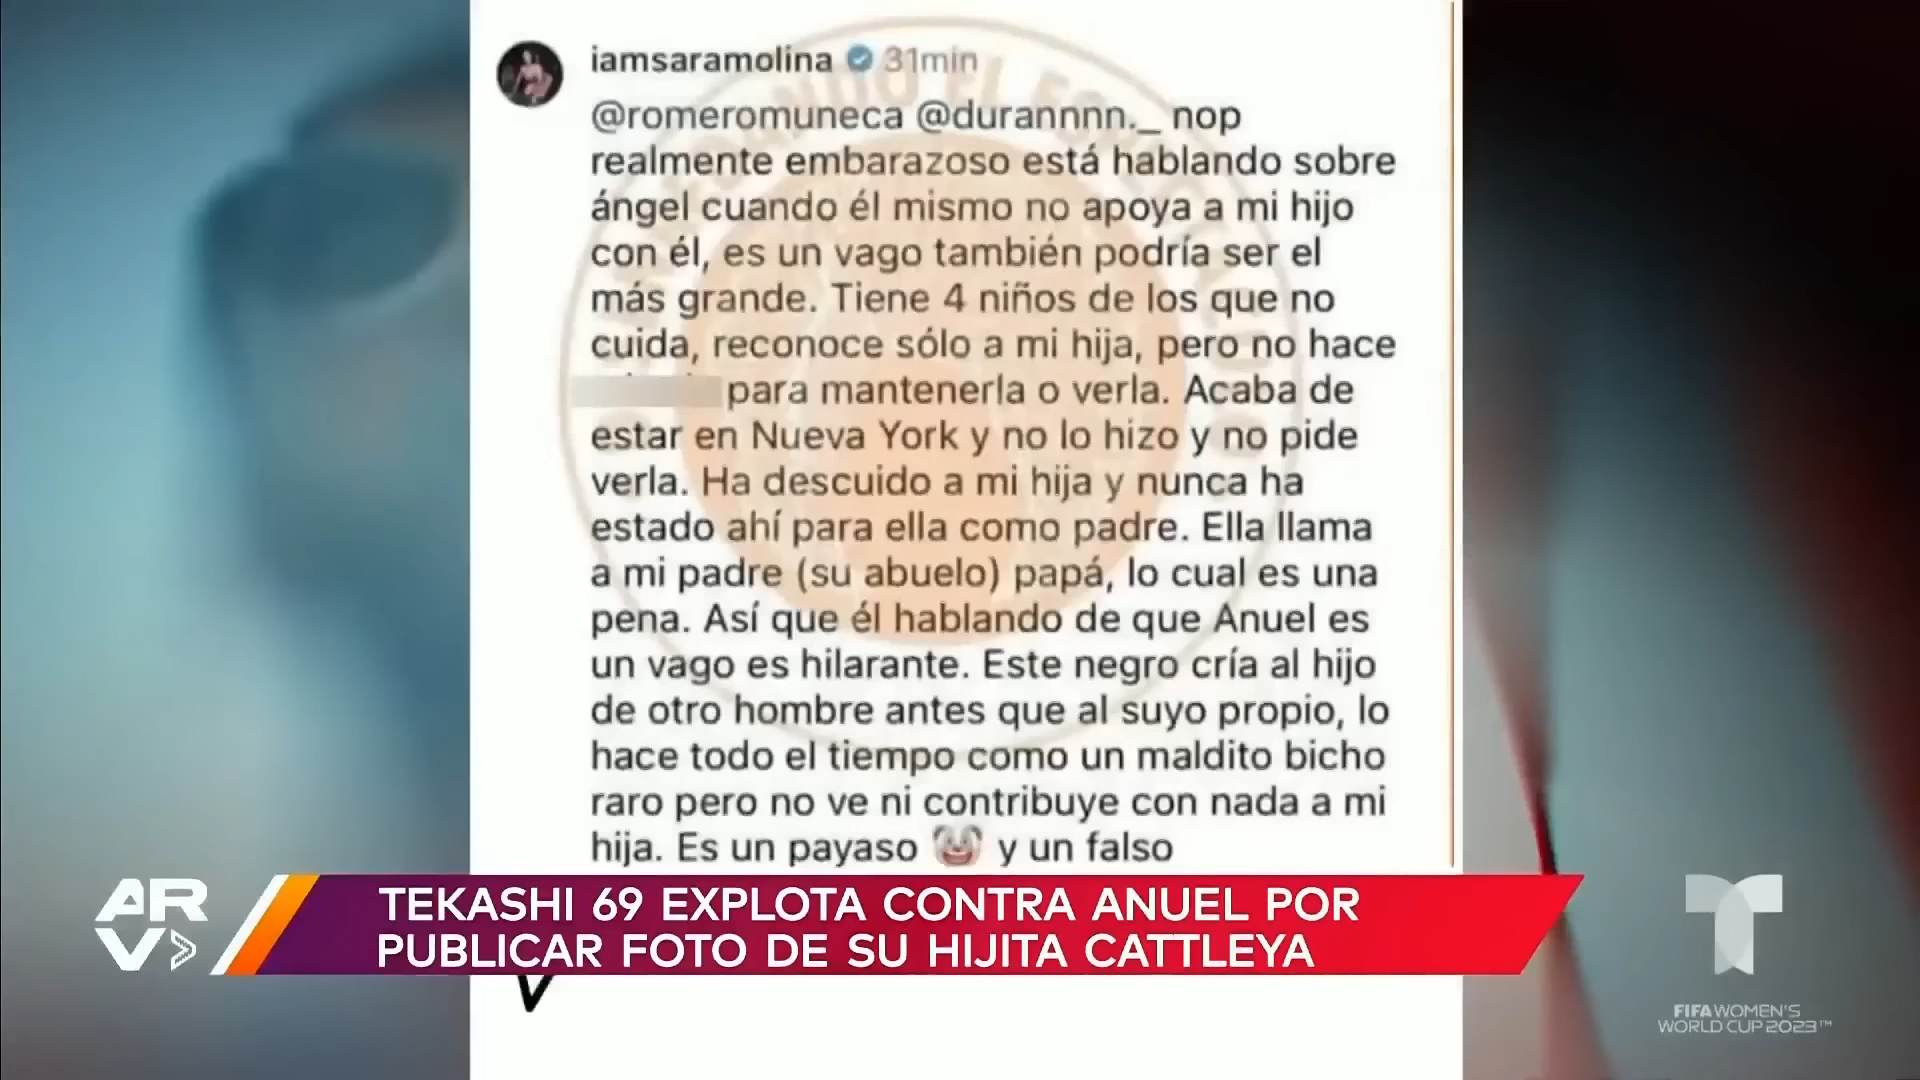 iamsaramolina 31min
@romeromuneca @durannnn._ nop
realmente embarazoso está hablando sobre
ángel cuando él mismo no apoya a mi hijo
con él, es un vago también podría ser el
más grande. Tiene 4 niños de los que no
cuida, reconoce sólo a mi hija, pero no hace
para mantenerla o verla. Acaba de
estar en Nueva York y no lo hizo y no pide
verla. Ha descuido a mi hija y nunca ha
estado ahí para ella como padre. Ella llama
a mi padre (su abuelo) papá, lo cual es una
pena. Así que él hablando de que Anuel es
un vago es hilarante. Este negro cría al hijo
de otro hombre antes que al suyo propio, lo
hace todo el tiempo como un maldito bicho
raro pero no ve ni contribuye con nada a mi
hija. Es un payaso 🤡 y un falso
ARV
TEKASHI 69 EXPLOTA CONTRA ANUEL POR
PUBLICAR FOTO DE SU HIJITA CATTLEYA
T
FIFA WOMEN'S
WORLD CUP 2023™